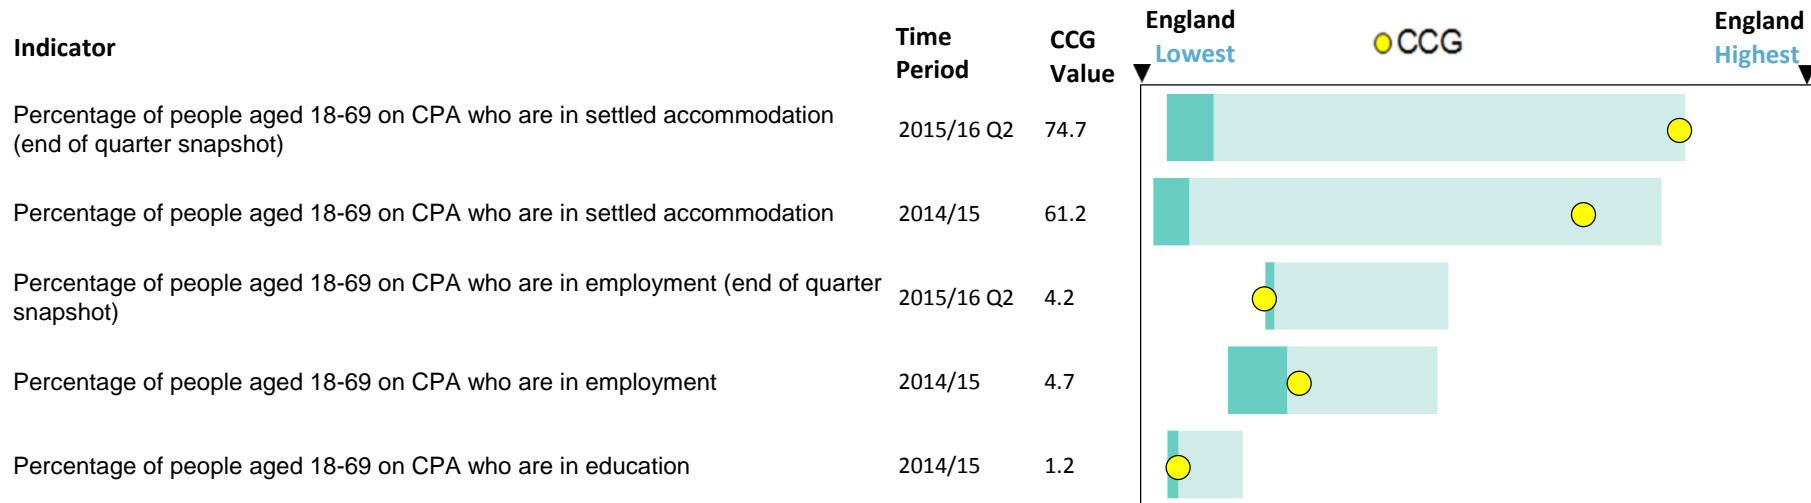 Indicator
Time Period
CCG Value
England Lowest
CCG
England Highest
Percentage of people aged 18-69 on CPA who are in settled accommodation
(end of quarter snapshot)
2015/16 Q2
74.7
Percentage of people aged 18-69 on CPA who are in settled accommodation
2014/15
61.2
Percentage of people aged 18-69 on CPA who are in employment (end of quarter
snapshot)
2015/16 Q2
4.2
Percentage of people aged 18-69 on CPA who are in employment
2014/15
4.7
Percentage of people aged 18-69 on CPA who are in education
2014/15
1.2